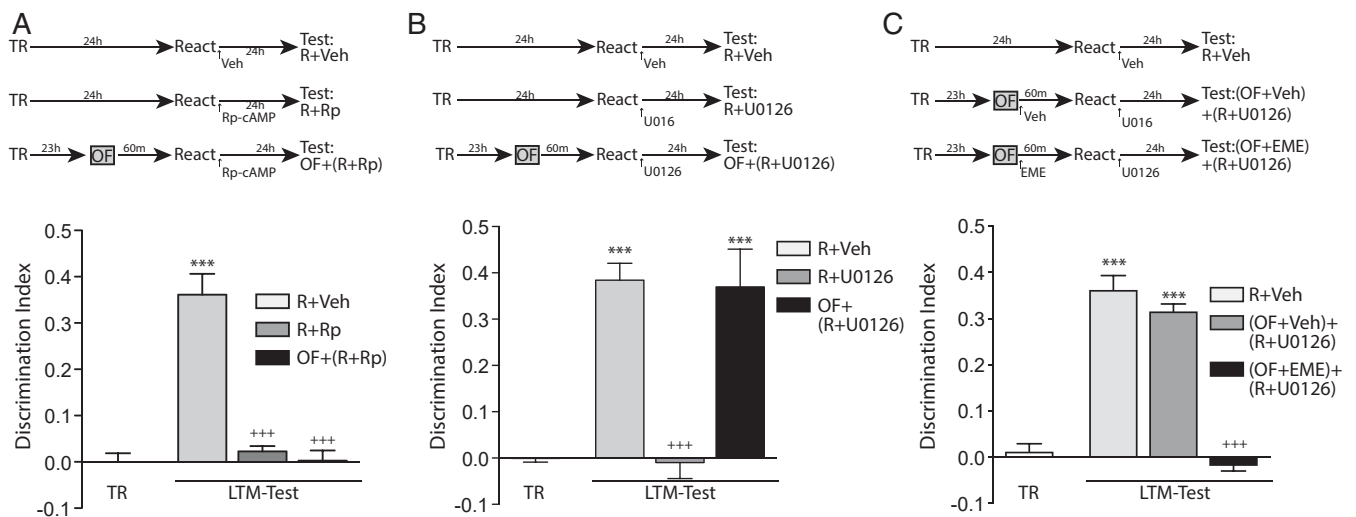 A
TR 24h React 24h Test:
↑Veh R+Veh
TR 24h React 24h Test:
↑Rp-cAMP R+Rp
TR 23h OF 60m React 24h Test:
↑Rp-cAMP OF+(R+Rp)
Discrimination Index
0.5
0.4
0.3
0.2
0.1
0.0
-0.1
***
+++
+++
R+Veh
R+Rp
OF+(R+Rp)
TR
LTM-Test
B
TR 24h React 24h Test:
↑Veh R+Veh
TR 24h React 24h Test:
↑U016 R+U0126
TR 23h OF 60m React 24h Test:
↑U0126 OF+(R+U0126)
Discrimination Index
0.5
0.4
0.3
0.2
0.1
0.0
-0.1
***
+++
***
R+Veh
R+U0126
OF+
(R+U0126)
TR
LTM-Test
C
TR 24h React 24h Test:
↑Veh R+Veh
TR 23h OF 60m React 24h Test:(OF+Veh)
↑Veh ↑U016 +(R+U0126)
TR 23h OF 60m React 24h Test:(OF+EME)
↑EME ↑U0126 +(R+U0126)
Discrimination Index
0.5
0.4
0.3
0.2
0.1
0.0
-0.1
***
***
+++
R+Veh
(OF+Veh)+
(R+U0126)
(OF+EME)+
(R+U0126)
TR
LTM-Test